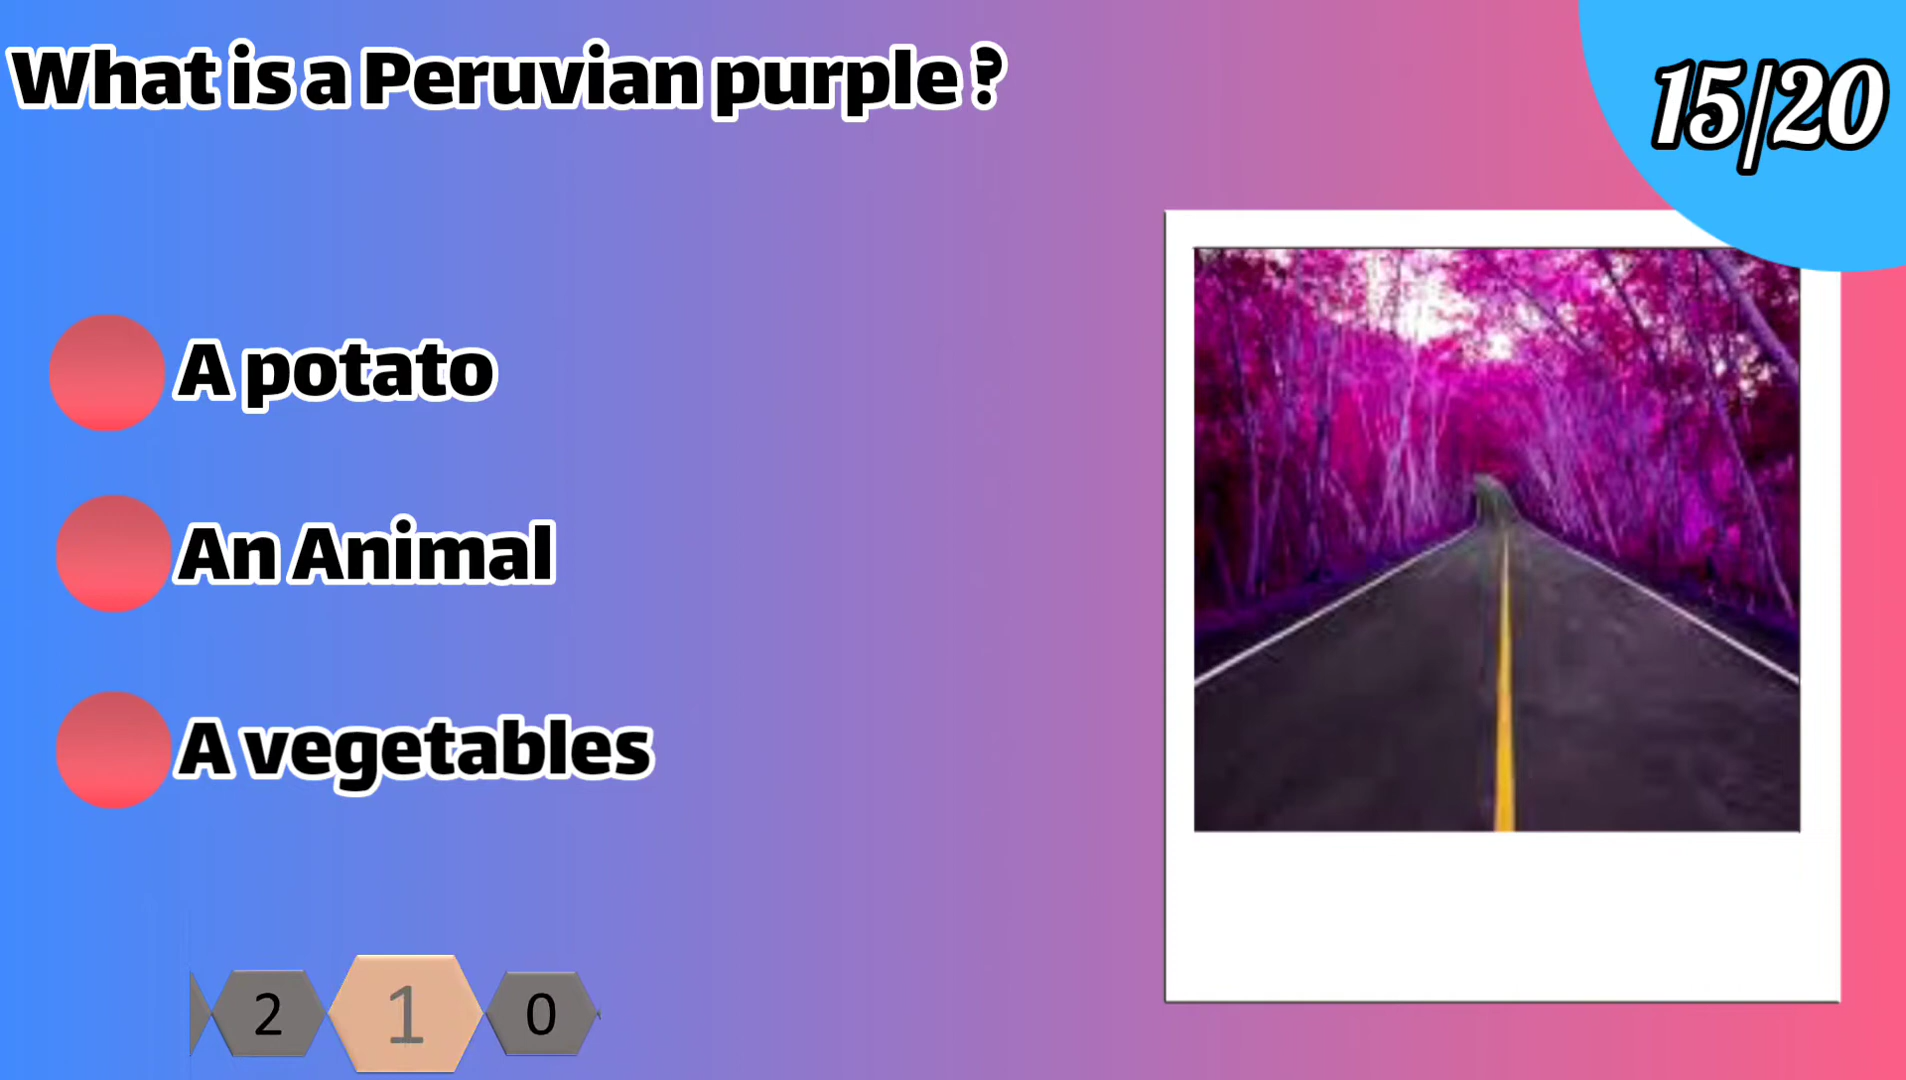 What is a Peruvian purple ?
15/20
A potato
An Animal
A vegetables
2 1 0